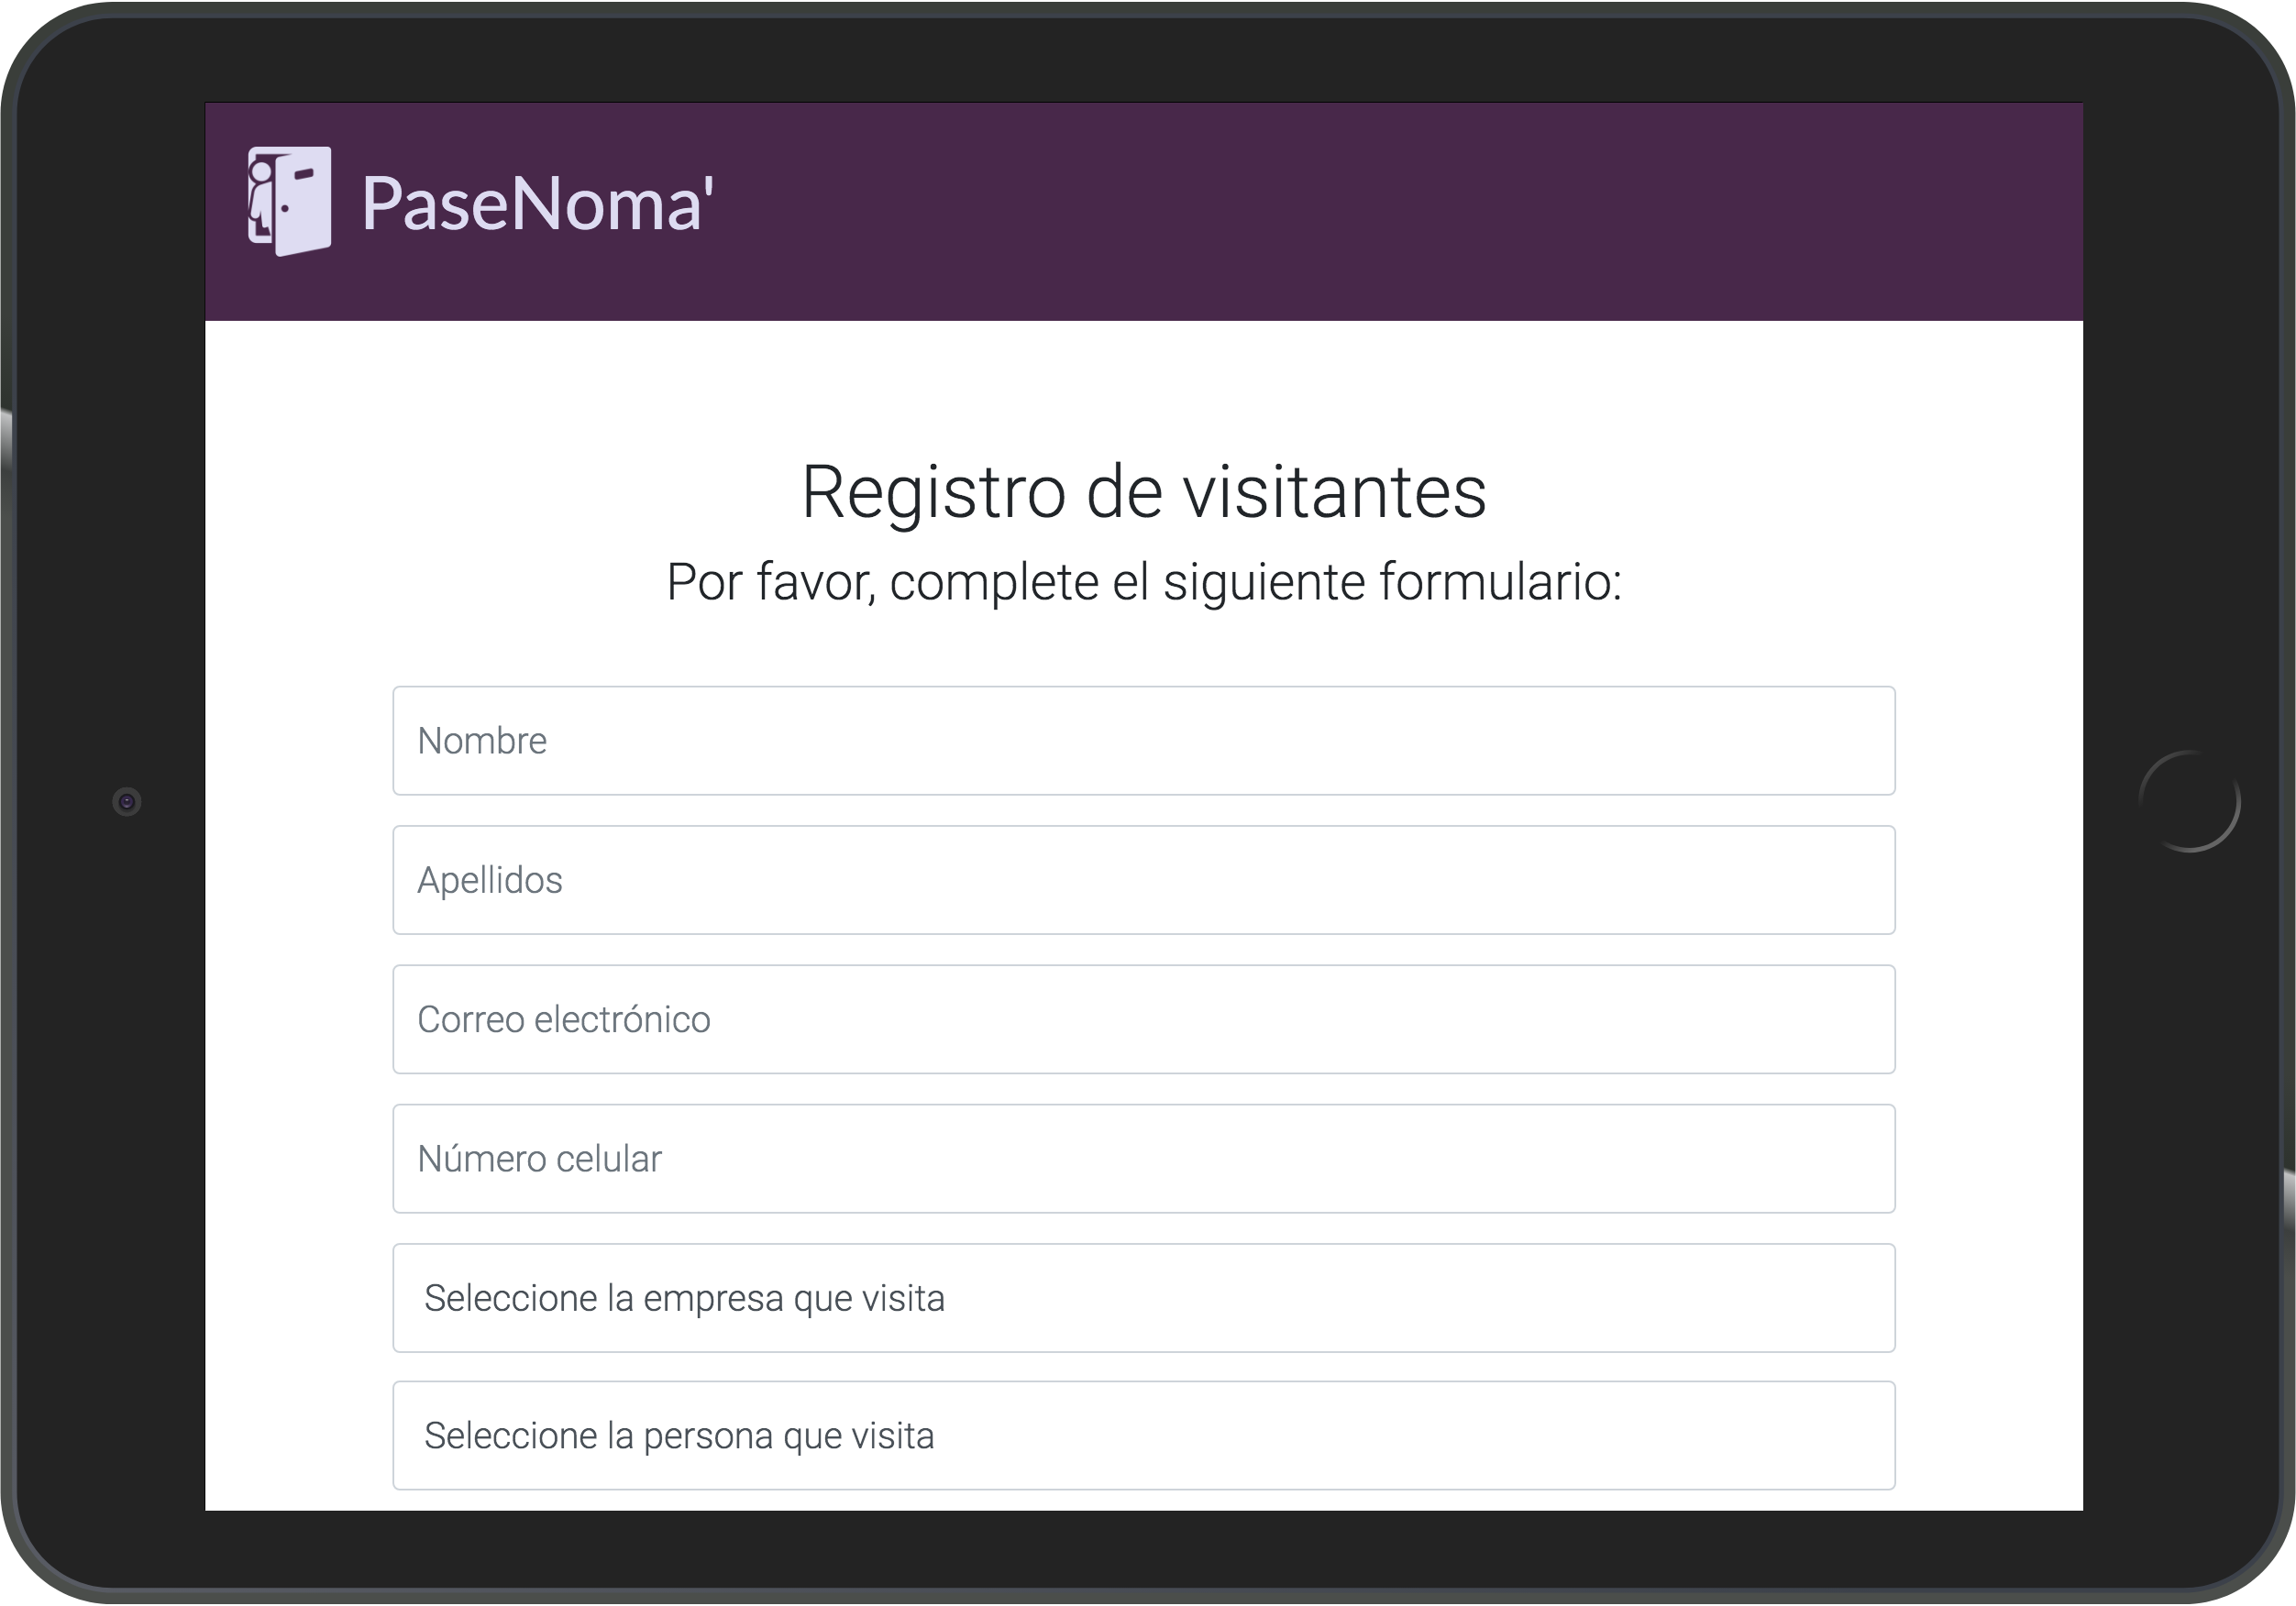 PaseNoma'
Registro de visitantes
Por favor, complete el siguiente formulario:
Nombre
Apellidos
Correo electrónico
Número celular
Seleccione la empresa que visita
Seleccione la persona que visita